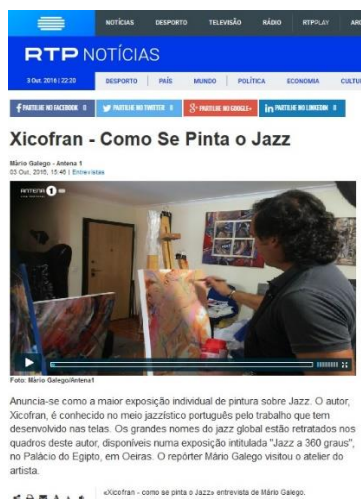 NOTÍCIAS DESPORTO TELEVISÃO RÁDIO RTPPLAY
RTP NOTÍCIAS
3 Out, 2016 | 22:20 DESPORTO PAÍS MUNDO POLÍTICA ECONOMIA
PARTILHE NO FACEBOOK 0 PARTILHE NO TWITTER 0 PARTILHE NO GOOGLE+ PARTILHE NO LINKEDIN 0
Xicofran - Como Se Pinta o Jazz
Mário Galego - Antena 1
03 Out, 2016, 15:46 | Entrevistas
ANTENA 1
Foto: Mário Galego/Antena1
Anuncia-se como a maior exposição individual de pintura sobre Jazz. O autor,
Xicofran, é conhecido no meio jazzístico português pelo trabalho que tem
desenvolvido nas telas. Os grandes nomes do jazz global estão retratados nos
quadros deste autor, disponíveis numa exposição intitulada "Jazz a 360 graus",
no Palácio do Egipto, em Oeiras. O repórter Mário Galego visitou o atelier do
artista.
«Xicofran - como se pinta o Jazz» entrevista de Mário Galego.